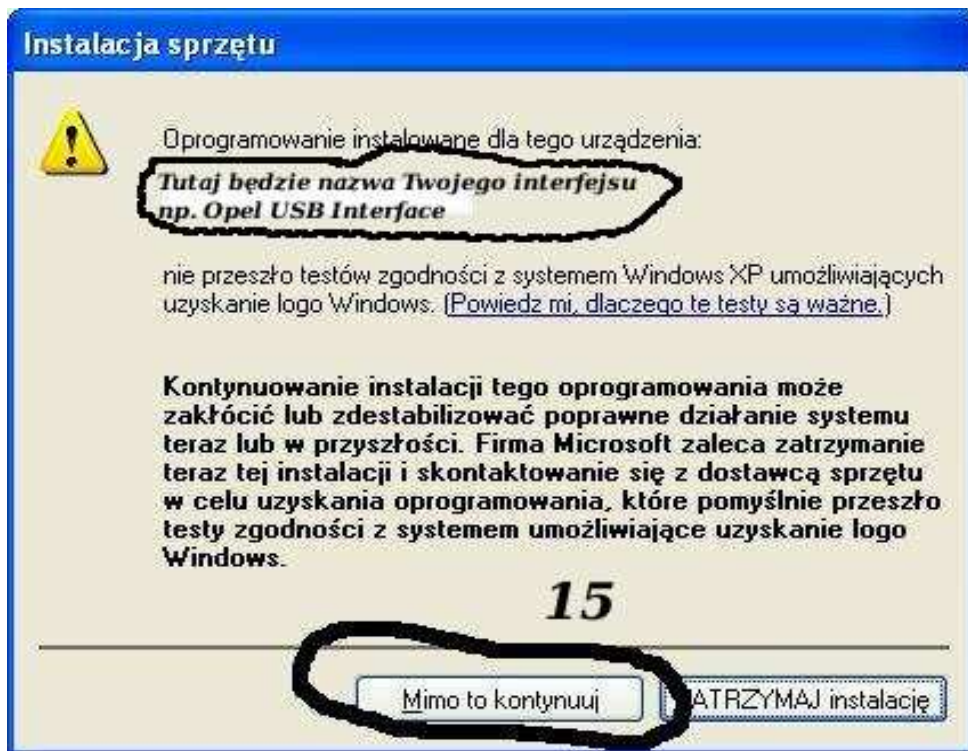 Instalacja sprzętu
Oprogramowanie instalowane dla tego urządzenia:
Tutaj będzie nazwa Twojego interfejsu
np. Opel USB Interface
nie przeszło testów zgodności z systemem Windows XP umożliwiających
uzyskanie logo Windows. (Powiedz mi, dlaczego te testy są ważne.)
Kontynuowanie instalacji tego oprogramowania może
zakłócić lub zdestabilizować poprawne działanie systemu
teraz lub w przyszłości. Firma Microsoft zaleca zatrzymanie
teraz tej instalacji i skontaktowanie się z dostawcą sprzętu
w celu uzyskania oprogramowania, które pomyślnie przeszło
testy zgodności z systemem umożliwiające uzyskanie logo
Windows.
15
Mimo to kontynuuj ZATRZYMAJ instalację